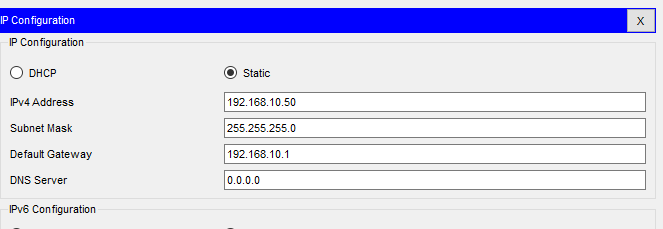 IP Configuration X
IP Configuration
DHCP Static
IPv4 Address 192.168.10.50
Subnet Mask 255.255.255.0
Default Gateway 192.168.10.1
DNS Server 0.0.0.0
IPv6 Configuration